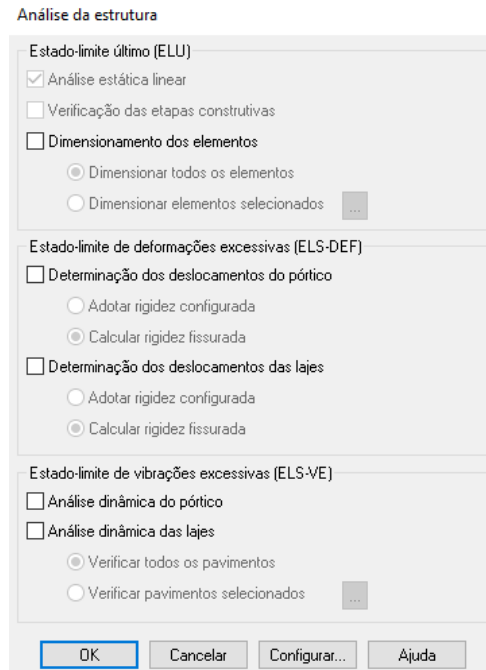 Análise da estrutura
Estado-limite último (ELU)
Análise estática linear
Verificação das etapas construtivas
Dimensionamento dos elementos
Dimensionar todos os elementos
Dimensionar elementos selecionados ...
Estado-limite de deformações excessivas (ELS-DEF)
Determinação dos deslocamentos do pórtico
Adotar rigidez configurada
Calcular rigidez fissurada
Determinação dos deslocamentos das lajes
Adotar rigidez configurada
Calcular rigidez fissurada
Estado-limite de vibrações excessivas (ELS-VE)
Análise dinâmica do pórtico
Análise dinâmica das lajes
Verificar todos os pavimentos
Verificar pavimentos selecionados ...
OK Cancelar Configurar... Ajuda